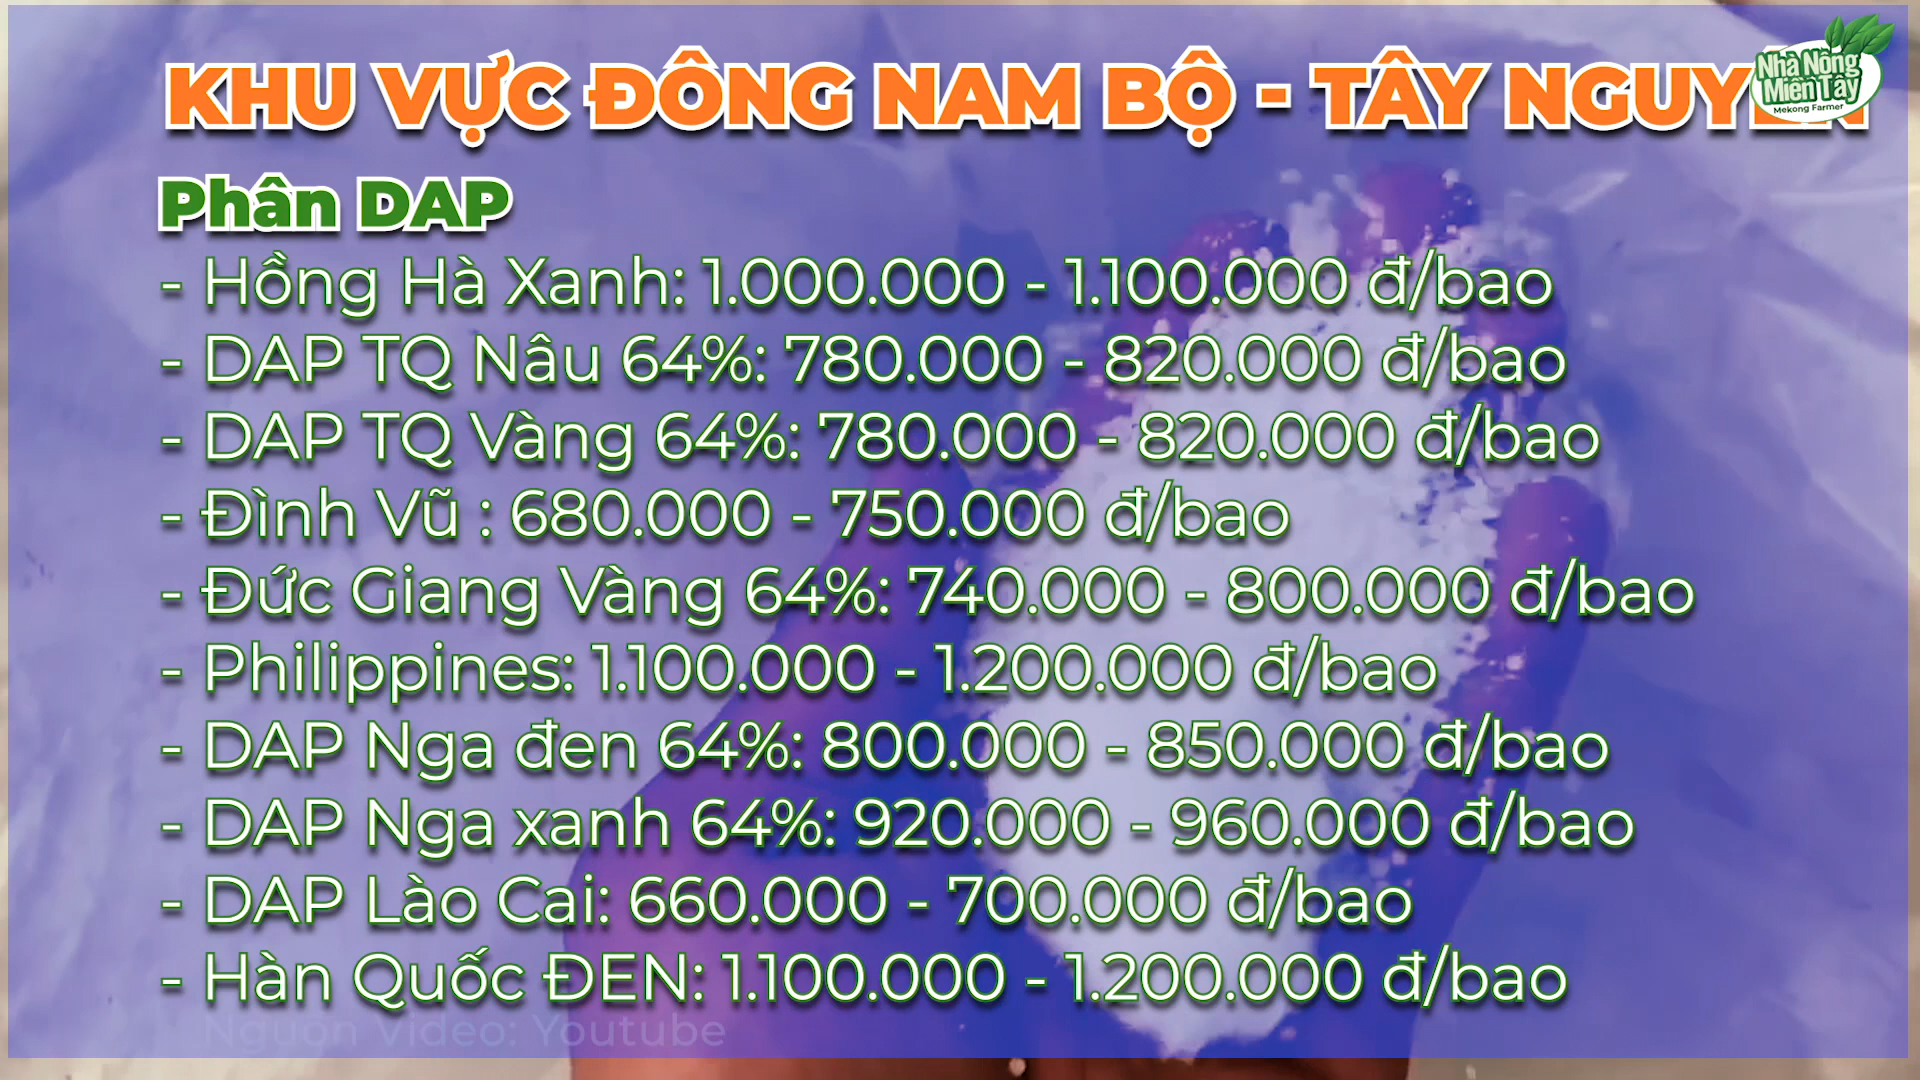 KHU VỰC ĐÔNG NAM BỘ - TÂY NGUYÊN
Nhà Nông
Miền Tây
Mekong Farmer
Phân DAP
- Hồng Hà Xanh: 1.000.000 - 1.100.000 đ/bao
- DAP TQ Nâu 64%: 780.000 - 820.000 đ/bao
- DAP TQ Vàng 64%: 780.000 - 820.000 đ/bao
- Đình Vũ : 680.000 - 750.000 đ/bao
- Đức Giang Vàng 64%: 740.000 - 800.000 đ/bao
- Philippines: 1.100.000 - 1.200.000 đ/bao
- DAP Nga đen 64%: 800.000 - 850.000 đ/bao
- DAP Nga xanh 64%: 920.000 - 960.000 đ/bao
- DAP Lào Cai: 660.000 - 700.000 đ/bao
- Hàn Quốc ĐEN: 1.100.000 - 1.200.000 đ/bao
Nguồn Video: Youtube